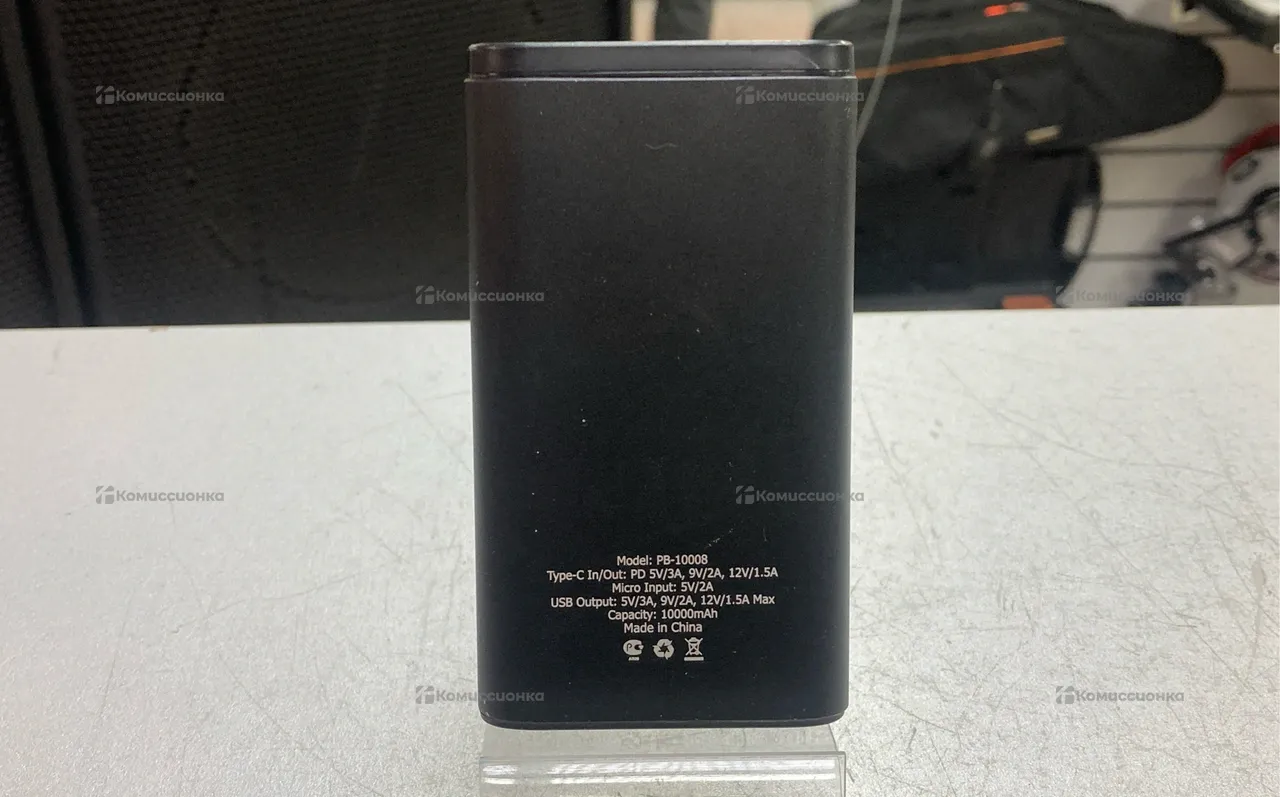 Комиссионка Комиссионка
Комиссионка Комиссионка
Комиссионка Комиссионка
Model: PB-10008
Type-C In/Out: PD 5V/3A, 9V/2A, 12V/1.5A
Micro Input: 5V/2A
USB Output: 5V/3A, 9V/2A, 12V/1.5A Max
Capacity: 10000mAh
Made in China
Комиссионка Комиссионка